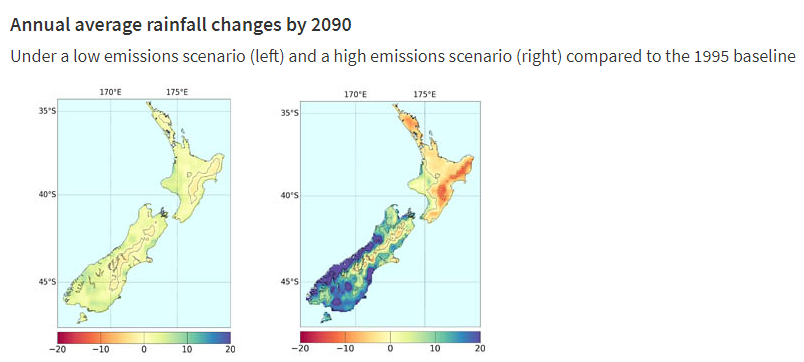 Annual average rainfall changes by 2090
Under a low emissions scenario (left) and a high emissions scenario (right) compared to the 1995 baseline
170°E 175°E 170°E 175°E
35°S 35°S
40°S 40°S
45°S 45°S
−20 −10 0 10 20 −20 −10 0 10 20